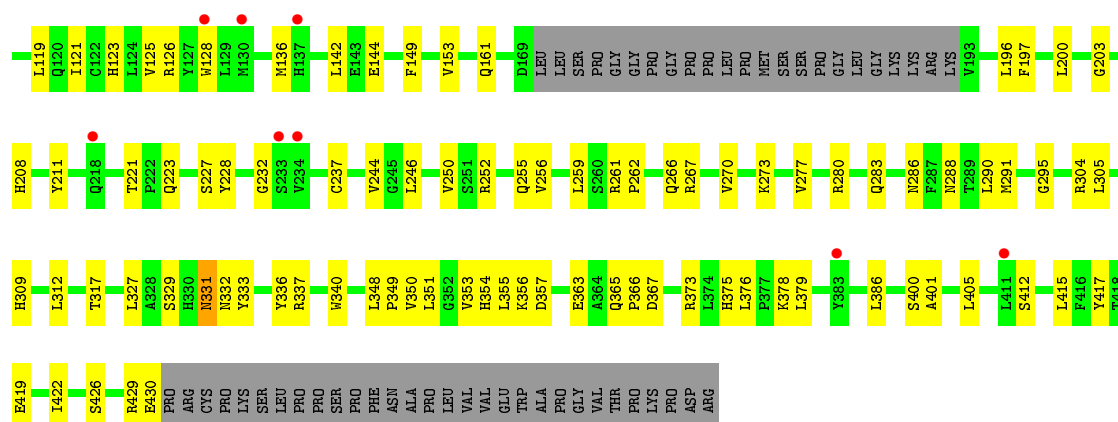 L119 Q120 I121 C122 H123 L124 V125 R126 Y127 W128 L129 M130 M136 H137 L142 E143 E144 F149 V153 Q161 D169 LEU LEU SER PRO GLY GLY PRO GLY PRO PRO LEU PRO MET SER SER PRO GLY LEU GLY LYS LYS ARG LYS V193 L196 F197 L200 G203
H208 Y211 Q218 T221 P222 Q223 S227 Y228 G232 S233 V234 C237 V244 G245 L246 V250 S251 R252 Q255 V256 L259 S260 R261 P262 Q266 R267 V270 K273 V277 R280 Q283 N286 F287 N288 T289 L290 M291 G295 R304 L305
H309 L312 T317 L327 A328 S329 H330 N331 N332 Y333 Y336 R337 W340 L348 P349 V350 L351 G352 V353 H354 L355 K356 D357 E363 A364 Q365 P366 D367 R373 L374 H375 L376 P377 K378 L379 Y383 L386 S400 A401 L405 L411 S412 L415 F416 Y417 T418
E419 I422 S426 R429 E430 PRO ARG CYS PRO LYS SER LEU PRO PRO SER PRO PHE ASN ALA PRO LEU VAL VAL GLU TRP ALA PRO GLY VAL THR PRO LYS PRO ASP ARG